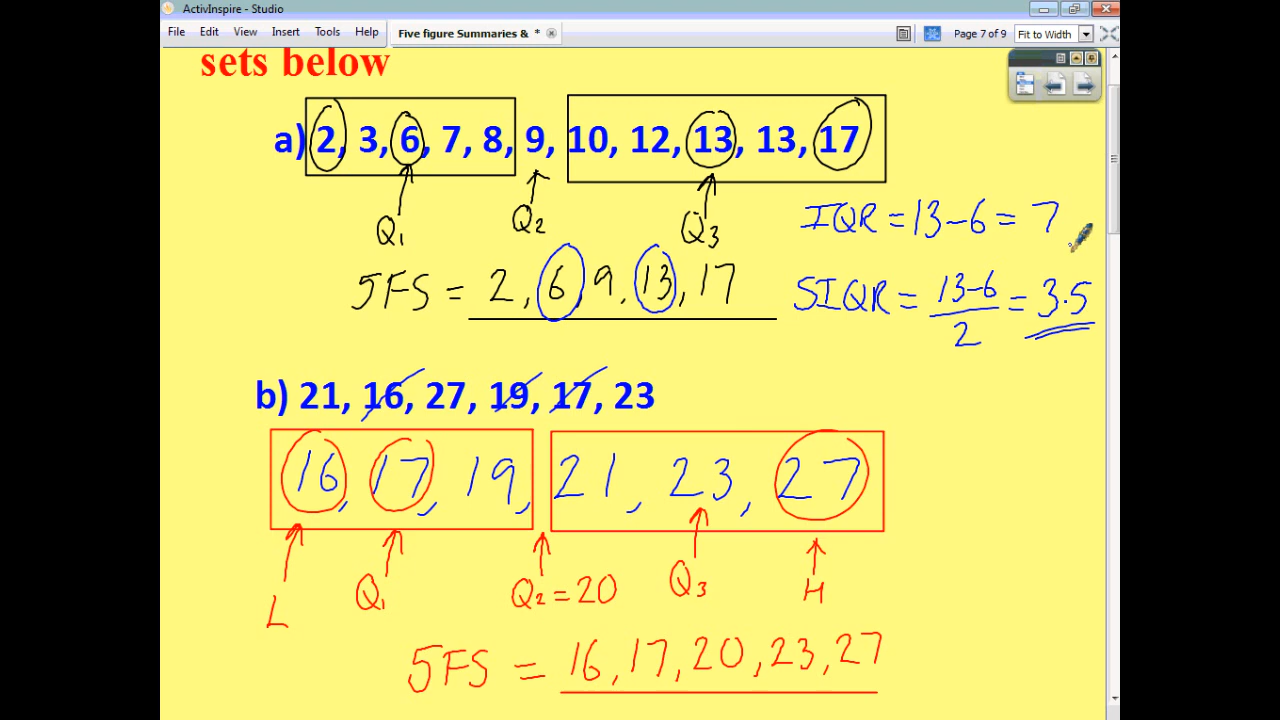 ActivInspire - Studio
File Edit View Insert Tools Help
Five figure Summaries & *
Page 7 of 9
Fit to Width
sets below
a) 2, 3, 6, 7, 8, 9, 10, 12, 13, 13, 17
Q1 Q2 Q3
IQR = 13-6 = 7
5FS = 2, 6, 9, 13, 17
SIQR = 13-6/2 = 3.5
b) 21, 16, 27, 19, 17, 23
16, 17, 19, 21, 23, 27
L Q1 Q2 = 20 Q3 H
5FS = 16, 17, 20, 23, 27